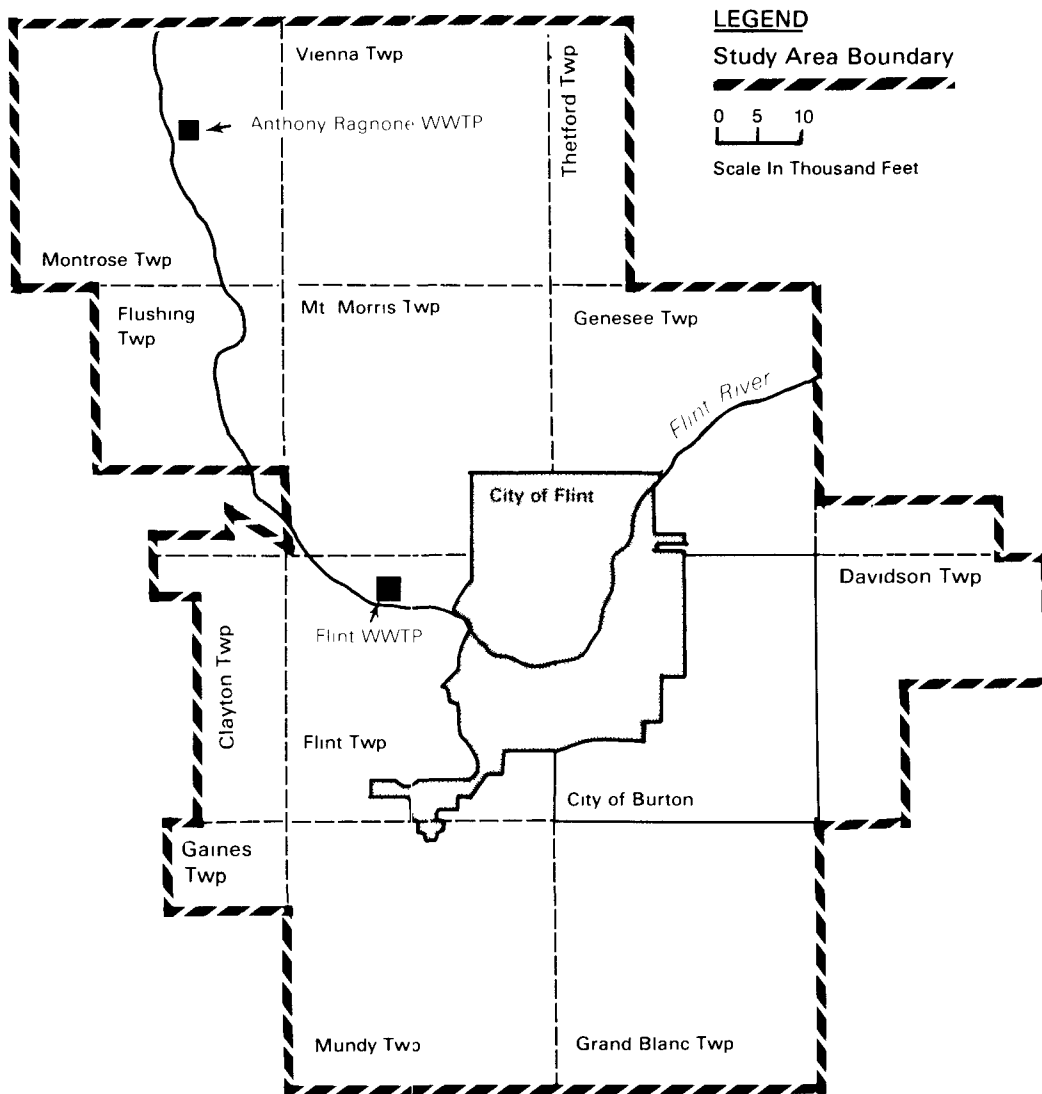 LEGEND
Study Area Boundary
0 5 10
Scale In Thousand Feet
Vienna Twp
Thetford Twp
Anthony Ragnone WWTP
Montrose Twp
Flushing
Twp
Mt Morris Twp
Genesee Twp
Flint River
City of Flint
Davidson Twp
Flint WWTP
Clayton Twp
Flint Twp
City of Burton
Gaines
Twp
Mundy Twp
Grand Blanc Twp